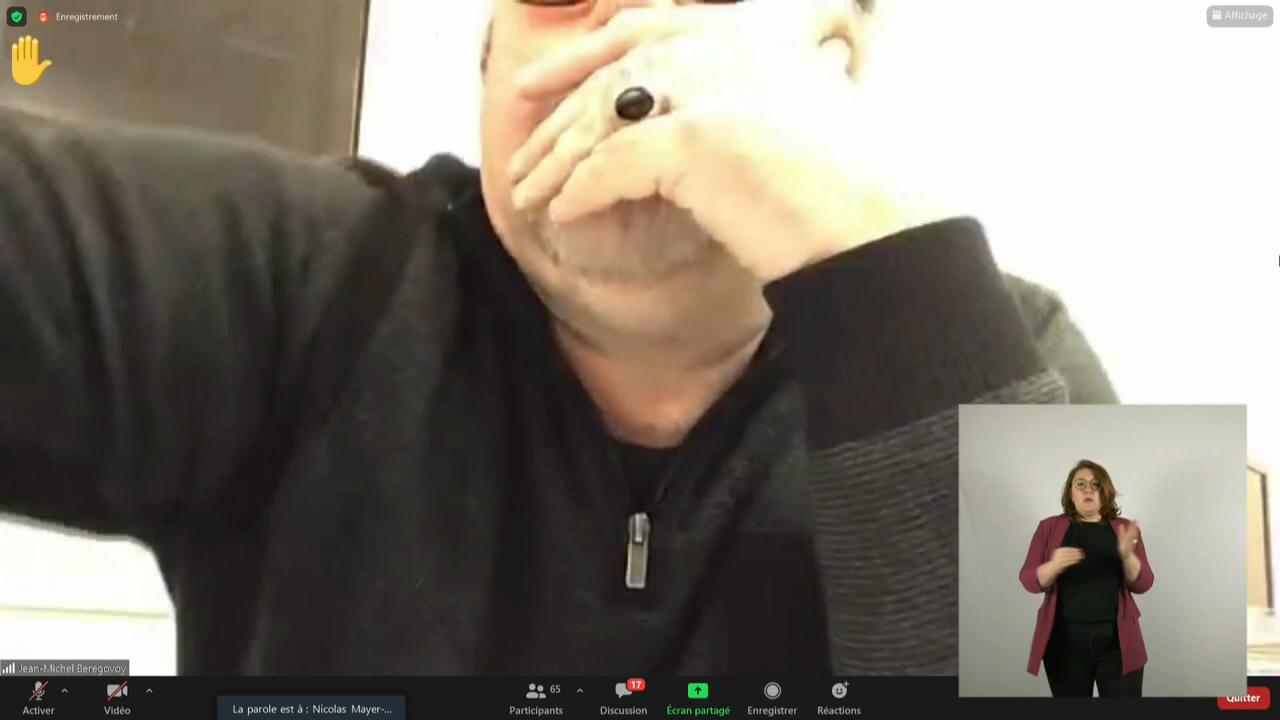 Enregistrement
Affichage
Jean-Michel Beregovoy
Activer
Vidéo
La parole est à : Nicolas Mayer-...
65
Participants
17
Discussion
Écran partagé
Enregistrer
Réactions
Quitter